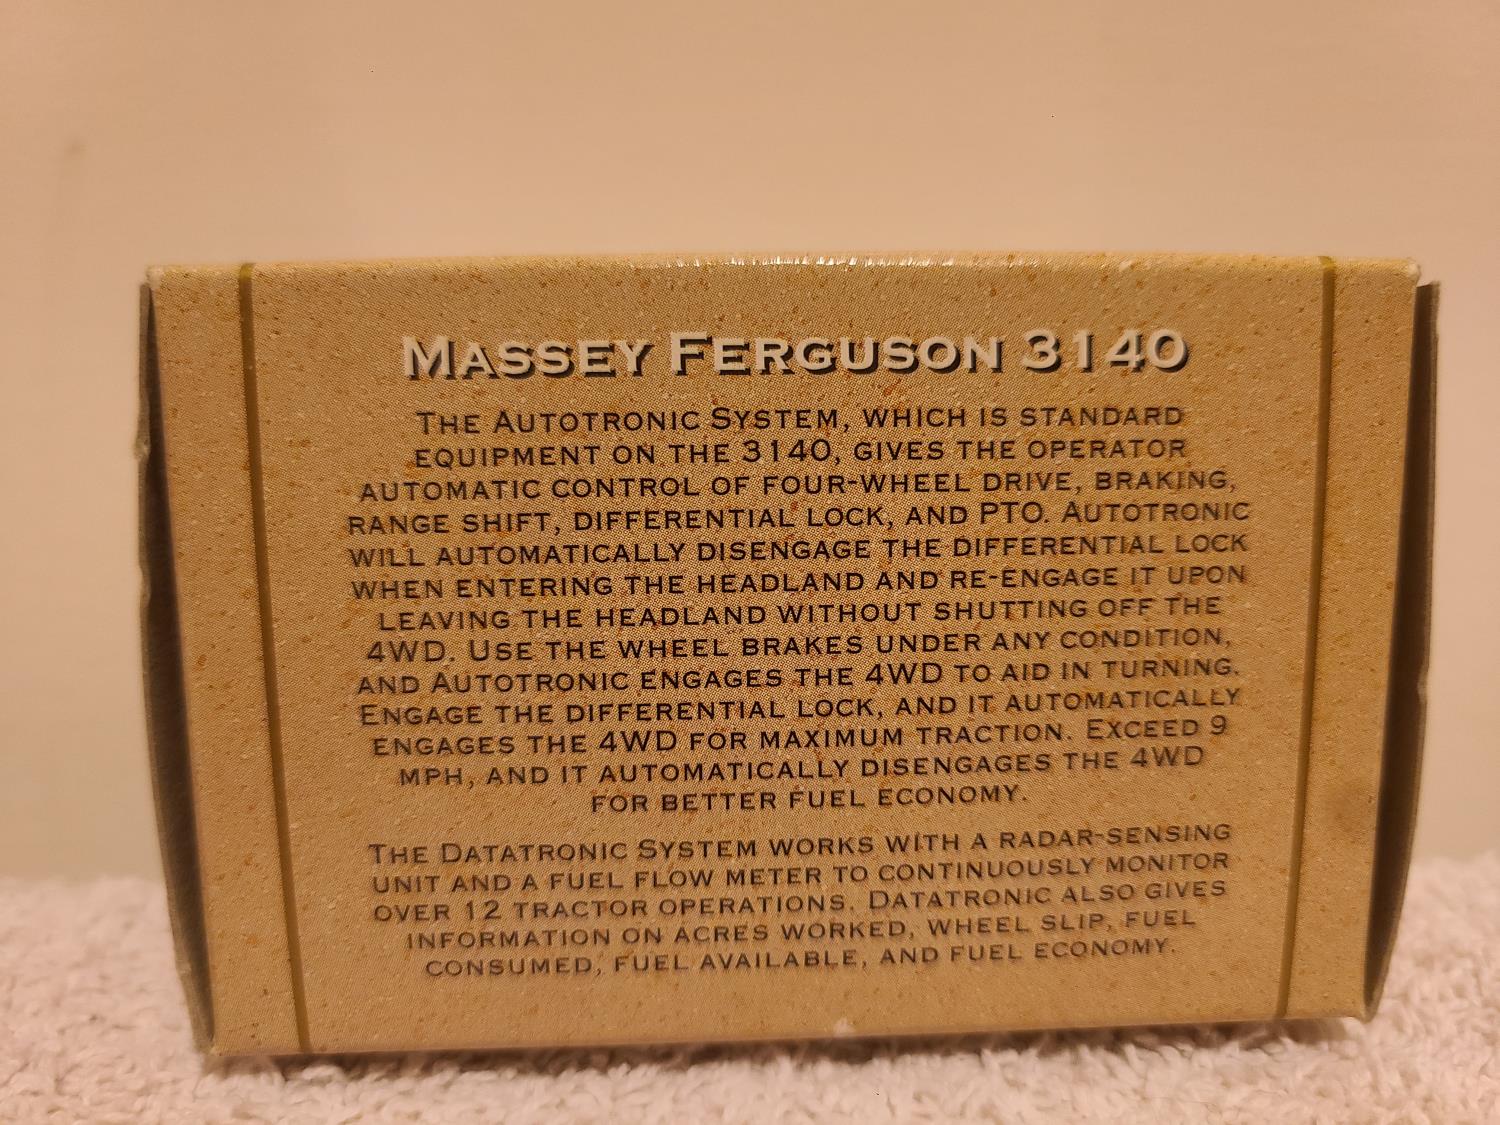 MASSEY FERGUSON 3140
THE AUTOTRONIC SYSTEM, WHICH IS STANDARD
EQUIPMENT ON THE 3140, GIVES THE OPERATOR
AUTOMATIC CONTROL OF FOUR-WHEEL DRIVE, BRAKING,
RANGE SHIFT, DIFFERENTIAL LOCK, AND PTO. AUTOTRONIC
WILL AUTOMATICALLY DISENGAGE THE DIFFERENTIAL LOCK
WHEN ENTERING THE HEADLAND AND RE-ENGAGE IT UPON
LEAVING THE HEADLAND WITHOUT SHUTTING OFF THE
4WD. USE THE WHEEL BRAKES UNDER ANY CONDITION,
AND AUTOTRONIC ENGAGES THE 4WD TO AID IN TURNING.
ENGAGE THE DIFFERENTIAL LOCK, AND IT AUTOMATICALLY
ENGAGES THE 4WD FOR MAXIMUM TRACTION. EXCEED 9
MPH, AND IT AUTOMATICALLY DISENGAGES THE 4WD
FOR BETTER FUEL ECONOMY.
THE DATATRONIC SYSTEM WORKS WITH A RADAR-SENSING
UNIT AND A FUEL FLOW METER TO CONTINUOUSLY MONITOR
OVER 12 TRACTOR OPERATIONS. DATATRONIC ALSO GIVES
INFORMATION ON ACRES WORKED, WHEEL SLIP, FUEL
CONSUMED, FUEL AVAILABLE, AND FUEL ECONOMY.